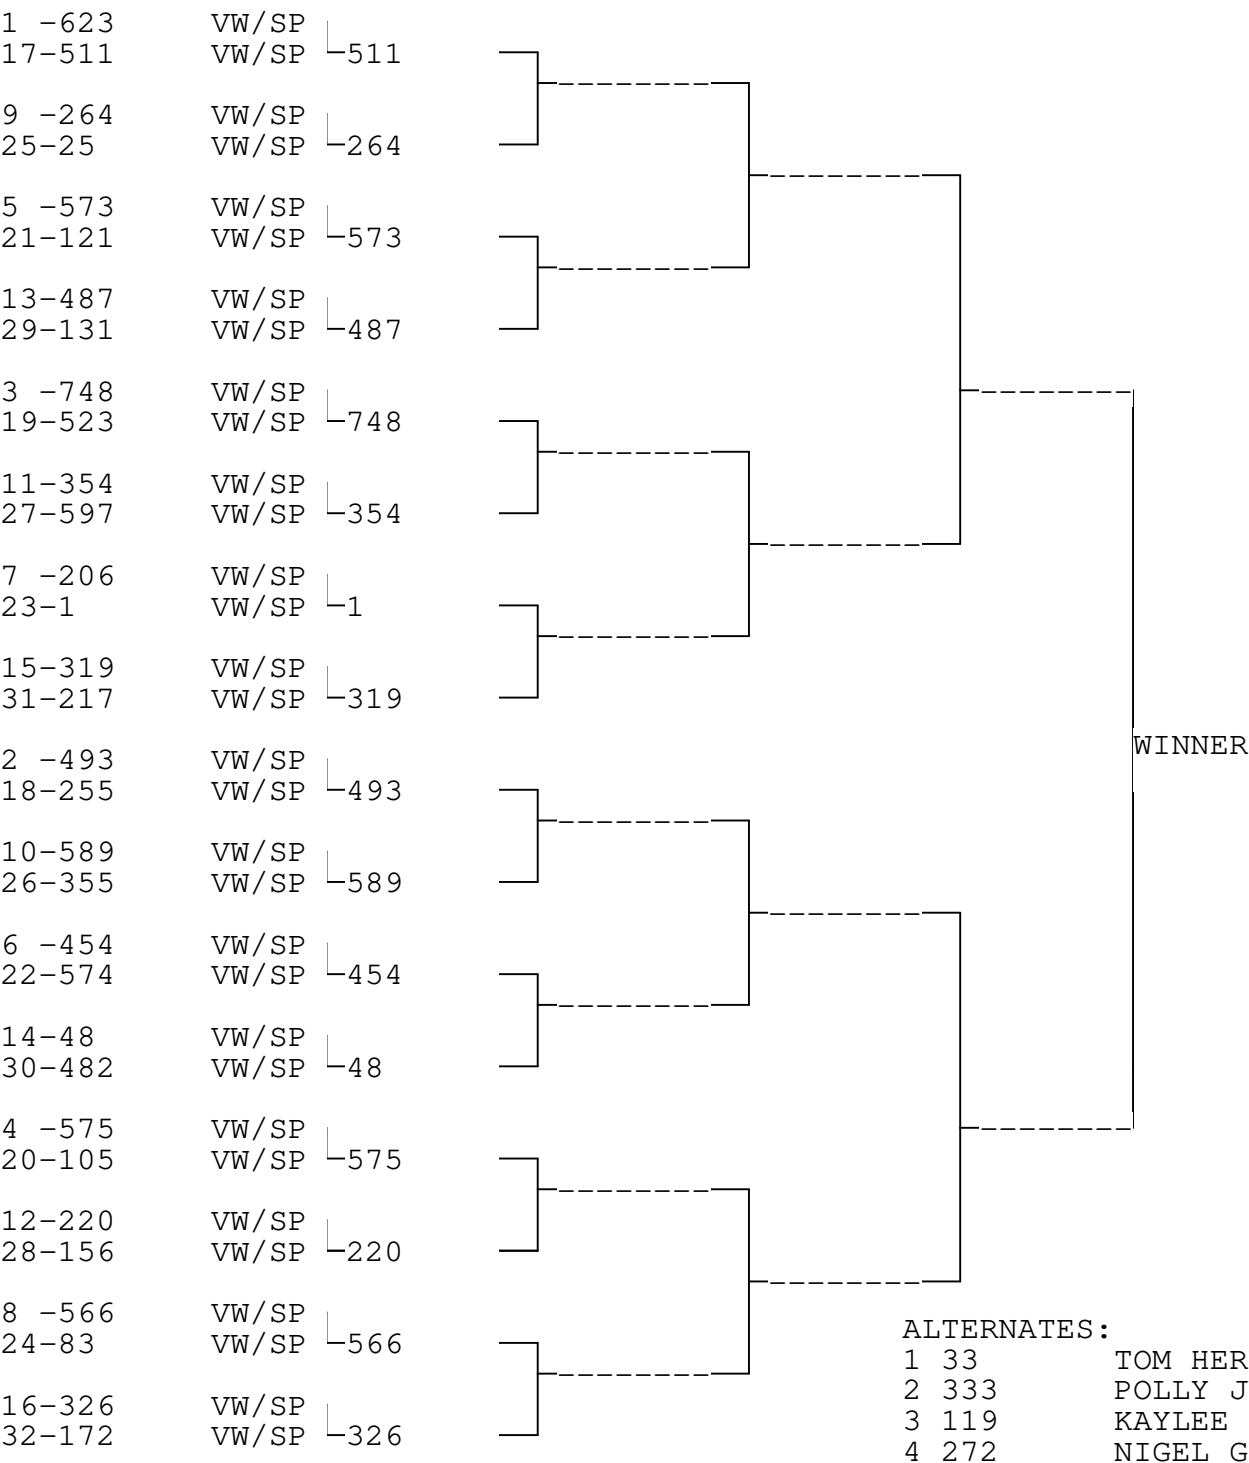 1 -623 VW/SP
17-511 VW/SP 511
9 -264 VW/SP
25-25 VW/SP 264
5 -573 VW/SP
21-121 VW/SP 573
13-487 VW/SP
29-131 VW/SP 487
3 -748 VW/SP
19-523 VW/SP 748
11-354 VW/SP
27-597 VW/SP 354
7 -206 VW/SP
23-1 VW/SP 1
15-319 VW/SP
31-217 VW/SP 319
WINNER
2 -493 VW/SP
18-255 VW/SP 493
10-589 VW/SP
26-355 VW/SP 589
6 -454 VW/SP
22-574 VW/SP 454
14-48 VW/SP
30-482 VW/SP 48
4 -575 VW/SP
20-105 VW/SP 575
12-220 VW/SP
28-156 VW/SP 220
8 -566 VW/SP
24-83 VW/SP 566
16-326 VW/SP
32-172 VW/SP 326
ALTERNATES:
1 33 TOM HER
2 333 POLLY J
3 119 KAYLEE
4 272 NIGEL G